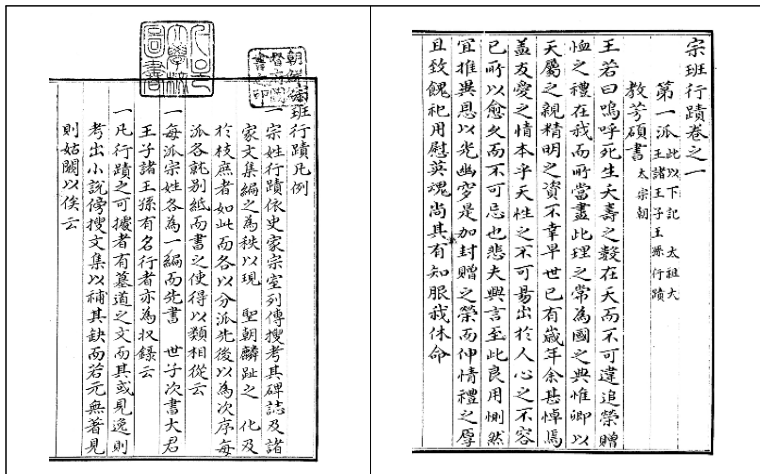 宗班行蹟凡例
一宗姓行蹟依史家宗室列傳搜考其碑誌及諸
家文集編之為秩以現 聖朝麟趾之 化及
於枝庶者如此而各以分派先後以為次序每
派各就別紙而書之使得以類相從云
一每派宗姓各為一編而先書 世子次書大君
王子諸王孫有名行者亦為収錄云
一凡行蹟之可據者有墓道之文而其或見逸則
考出小說傍搜文集以補其缺而若元無著見
則姑闕以俟云
宗班行蹟卷之一
第一派 此以下記 太祖大
王諸王子王孫行蹟
教芳碩書 太宗朝
王若曰嗚呼死生夭壽之數在天而不可違追榮贈
恤之禮在我而所當盡此理之常為國之典惟卿以
天屬之親精明之資不幸早世已有歲年余甚悼焉
盖友愛之情本乎天性之不可易出於人心之不容
已所以愈久而不可忘也悲夫興言至此良用惻然
宜推異恩以光幽穸是加封贈之榮而伸情禮之厚
且致餽祀用慰英魂尚其有知服我休命